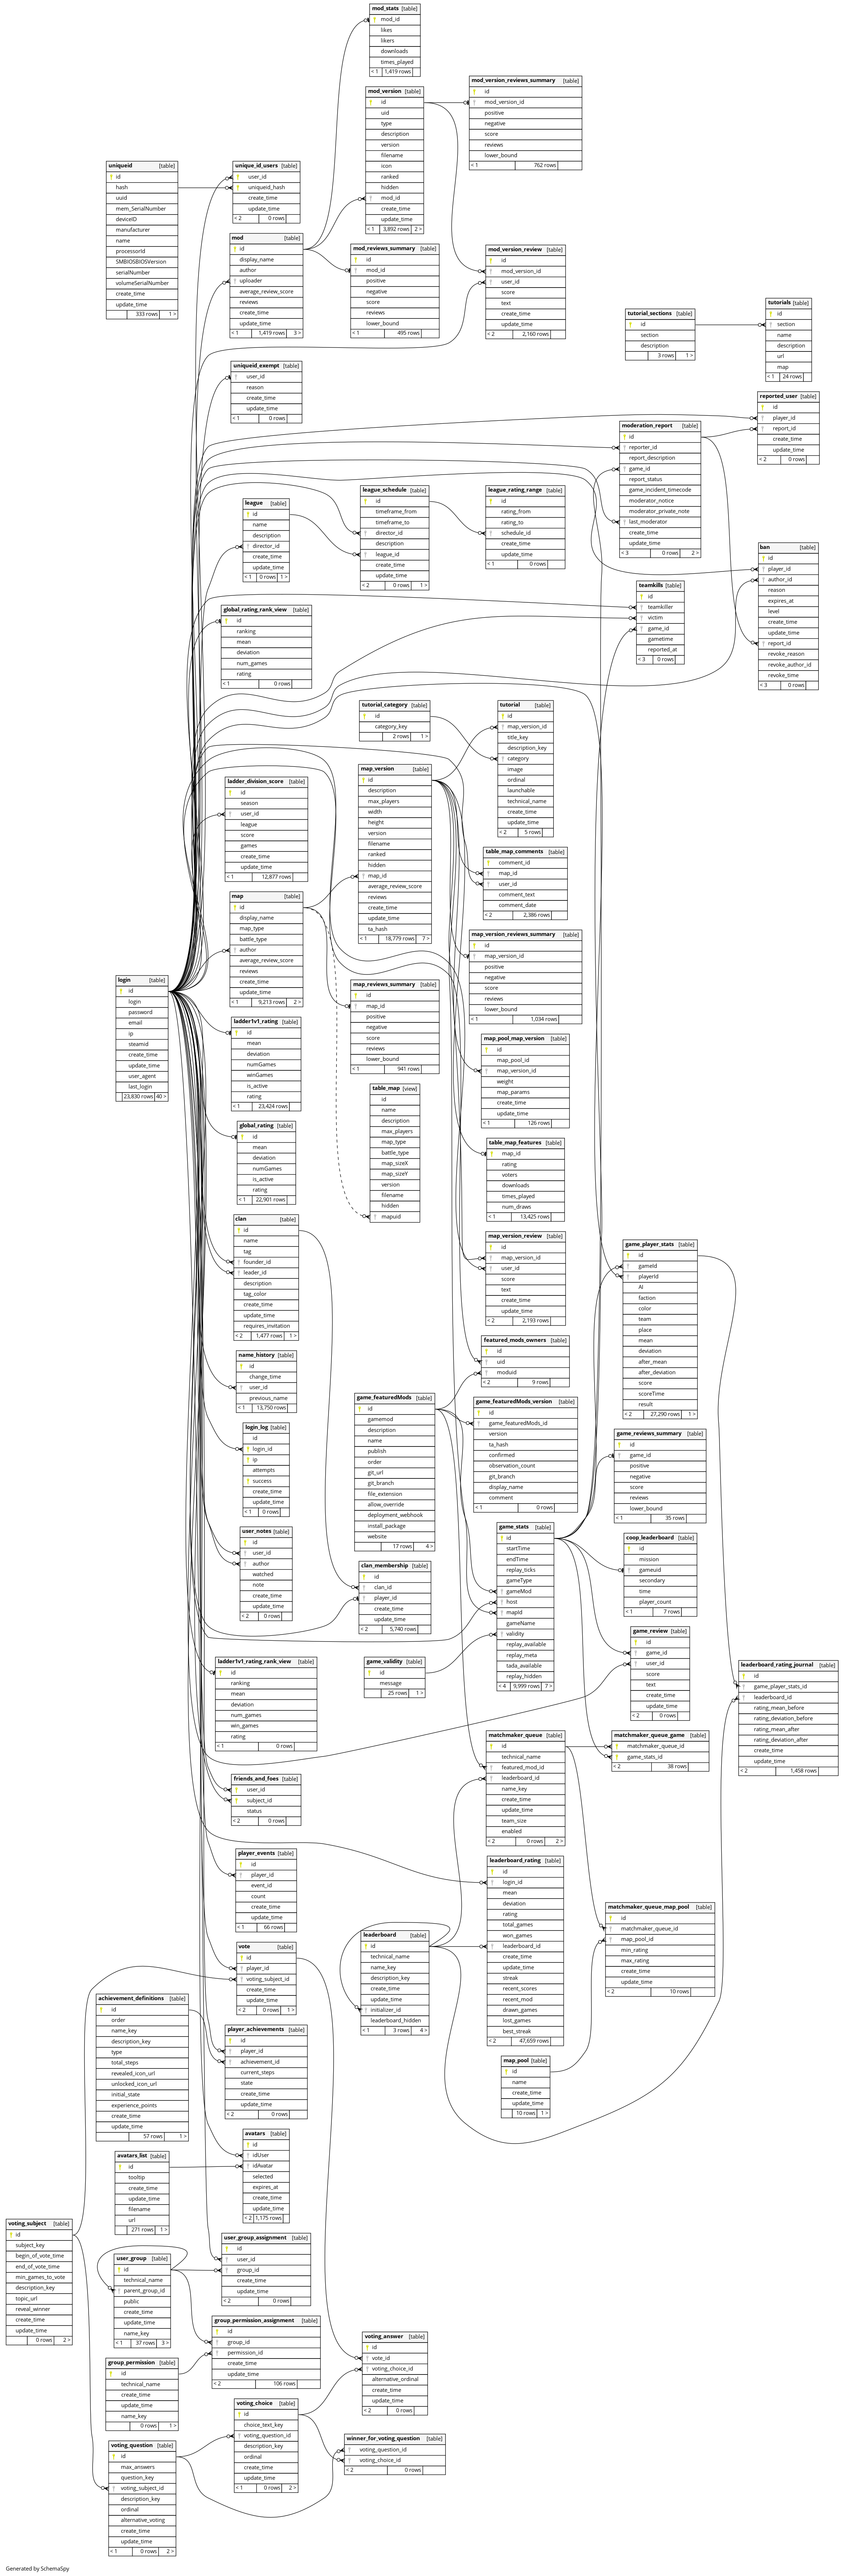 mod_stats [table]
mod_id
likes
likers
downloads
times_played
< 1 1,419 rows
mod_version [table]
id
uid
type
description
version
filename
icon
ranked
hidden
mod_id
create_time
update_time
< 1 3,892 rows 2 >
mod_version_reviews_summary [table]
id
mod_version_id
positive
negative
score
reviews
lower_bound
< 1 762 rows
uniqueid [table]
id
hash
uuid
mem_SerialNumber
deviceID
manufacturer
name
processorId
SMBIOSBIOSVersion
serialNumber
volumeSerialNumber
create_time
update_time
333 rows 1 >
unique_id_users [table]
user_id
uniqueid_hash
create_time
update_time
< 2 0 rows
mod [table]
id
display_name
author
uploader
average_review_score
reviews
create_time
update_time
< 1 1,419 rows 3 >
mod_reviews_summary [table]
id
mod_id
positive
negative
score
reviews
lower_bound
< 1 495 rows
mod_version_review [table]
id
mod_version_id
user_id
score
text
create_time
update_time
< 2 2,160 rows
tutorial_sections [table]
id
section
description
3 rows 1 >
tutorials [table]
id
section
name
description
url
map
< 1 24 rows
uniqueid_exempt [table]
user_id
reason
create_time
update_time
< 1 0 rows
reported_user [table]
id
player_id
report_id
create_time
update_time
< 2 0 rows
moderation_report [table]
id
reporter_id
report_description
game_id
report_status
game_incident_timecode
moderator_notice
moderator_private_note
last_moderator
create_time
update_time
< 3 0 rows 2 >
league [table]
id
name
description
director_id
create_time
update_time
< 1 0 rows 1 >
league_schedule [table]
id
timeframe_from
timeframe_to
director_id
description
league_id
create_time
update_time
< 2 0 rows 1 >
league_rating_range [table]
id
rating_from
rating_to
schedule_id
create_time
update_time
< 1 0 rows
ban [table]
id
player_id
author_id
reason
expires_at
level
create_time
update_time
report_id
revoke_reason
revoke_author_id
revoke_time
< 3 0 rows
teamkills [table]
id
teamkiller
victim
game_id
gametime
reported_at
< 3 0 rows
global_rating_rank_view [table]
id
ranking
mean
deviation
num_games
rating
< 1 0 rows
tutorial_category [table]
id
category_key
2 rows 1 >
tutorial [table]
id
map_version_id
title_key
description_key
category
image
ordinal
launchable
technical_name
create_time
update_time
< 2 5 rows
map_version [table]
id
description
max_players
width
height
version
filename
ranked
hidden
map_id
average_review_score
reviews
create_time
update_time
ta_hash
< 1 18,779 rows 7 >
ladder_division_score [table]
id
season
user_id
league
score
games
create_time
update_time
< 1 12,877 rows
table_map_comments [table]
comment_id
map_id
user_id
comment_text
comment_date
< 2 2,386 rows
map [table]
id
display_name
map_type
battle_type
author
average_review_score
reviews
create_time
update_time
< 1 9,213 rows 2 >
map_version_reviews_summary [table]
id
map_version_id
positive
negative
score
reviews
lower_bound
< 1 1,034 rows
login [table]
id
login
password
email
ip
steamid
create_time
update_time
user_agent
last_login
23,830 rows 40 >
map_reviews_summary [table]
id
map_id
positive
negative
score
reviews
lower_bound
< 1 941 rows
ladder1v1_rating [table]
id
mean
deviation
numGames
winGames
is_active
rating
< 1 23,424 rows
map_pool_map_version [table]
id
map_pool_id
map_version_id
weight
map_params
create_time
update_time
< 1 126 rows
table_map [view]
id
name
description
max_players
map_type
battle_type
map_sizeX
map_sizeY
version
filename
hidden
mapuid
global_rating [table]
id
mean
deviation
numGames
is_active
rating
< 1 22,901 rows
table_map_features [table]
map_id
rating
voters
downloads
times_played
num_draws
< 1 13,425 rows
clan [table]
id
name
tag
founder_id
leader_id
description
tag_color
create_time
update_time
requires_invitation
< 2 1,477 rows 1 >
map_version_review [table]
id
map_version_id
user_id
score
text
create_time
update_time
< 2 2,193 rows
game_player_stats [table]
id
gameId
playerId
AI
faction
color
team
place
mean
deviation
after_mean
after_deviation
score
scoreTime
result
< 2 27,290 rows 1 >
featured_mods_owners [table]
id
uid
moduid
< 2 9 rows
name_history [table]
id
change_time
user_id
previous_name
< 1 13,750 rows
game_featuredMods [table]
id
gamemod
description
name
publish
order
git_url
git_branch
file_extension
allow_override
deployment_webhook
install_package
website
17 rows 4 >
game_featuredMods_version [table]
id
game_featuredMods_id
version
ta_hash
confirmed
observation_count
git_branch
display_name
comment
< 1 0 rows
login_log [table]
id
login_id
ip
attempts
success
create_time
update_time
< 1 0 rows
game_reviews_summary [table]
id
game_id
positive
negative
score
reviews
lower_bound
< 1 35 rows
user_notes [table]
id
user_id
author
watched
note
create_time
update_time
< 2 0 rows
game_stats [table]
id
startTime
endTime
replay_ticks
gameType
gameMod
host
mapId
gameName
validity
replay_available
replay_meta
tada_available
replay_hidden
< 4 9,999 rows 7 >
coop_leaderboard [table]
id
mission
gameuid
secondary
time
player_count
< 1 7 rows
clan_membership [table]
id
clan_id
player_id
create_time
update_time
< 2 5,740 rows
game_review [table]
id
game_id
user_id
score
text
create_time
update_time
< 2 0 rows
ladder1v1_rating_rank_view [table]
id
ranking
mean
deviation
num_games
win_games
rating
< 1 0 rows
game_validity [table]
id
message
25 rows 1 >
leaderboard_rating_journal [table]
id
game_player_stats_id
leaderboard_id
rating_mean_before
rating_deviation_before
rating_mean_after
rating_deviation_after
create_time
update_time
< 2 1,458 rows
matchmaker_queue [table]
id
technical_name
featured_mod_id
leaderboard_id
name_key
create_time
update_time
team_size
enabled
< 2 0 rows 2 >
matchmaker_queue_game [table]
matchmaker_queue_id
game_stats_id
< 2 38 rows
friends_and_foes [table]
user_id
subject_id
status
< 2 0 rows
player_events [table]
id
player_id
event_id
count
create_time
update_time
< 1 66 rows
leaderboard_rating [table]
id
login_id
mean
deviation
rating
total_games
won_games
leaderboard_id
create_time
update_time
streak
recent_scores
recent_mod
drawn_games
lost_games
best_streak
< 2 47,659 rows
matchmaker_queue_map_pool [table]
id
matchmaker_queue_id
map_pool_id
min_rating
max_rating
create_time
update_time
< 2 10 rows
leaderboard [table]
id
technical_name
name_key
description_key
create_time
update_time
initializer_id
leaderboard_hidden
< 1 3 rows 4 >
vote [table]
id
player_id
voting_subject_id
create_time
update_time
< 2 0 rows 1 >
achievement_definitions [table]
id
order
name_key
description_key
type
total_steps
revealed_icon_url
unlocked_icon_url
initial_state
experience_points
create_time
update_time
57 rows 1 >
player_achievements [table]
id
player_id
achievement_id
current_steps
state
create_time
update_time
< 2 0 rows
map_pool [table]
id
name
create_time
update_time
10 rows 1 >
avatars [table]
id
idUser
idAvatar
selected
expires_at
create_time
update_time
< 2 1,175 rows
avatars_list [table]
id
tooltip
create_time
update_time
filename
url
271 rows 1 >
voting_subject [table]
id
subject_key
begin_of_vote_time
end_of_vote_time
min_games_to_vote
description_key
topic_url
reveal_winner
create_time
update_time
0 rows 2 >
user_group_assignment [table]
id
user_id
group_id
create_time
update_time
< 2 0 rows
user_group [table]
id
technical_name
parent_group_id
public
create_time
update_time
name_key
< 1 37 rows 3 >
group_permission_assignment [table]
id
group_id
permission_id
create_time
update_time
< 2 106 rows
voting_answer [table]
id
vote_id
voting_choice_id
alternative_ordinal
create_time
update_time
< 2 0 rows
group_permission [table]
id
technical_name
create_time
update_time
name_key
0 rows 1 >
voting_choice [table]
id
choice_text_key
voting_question_id
description_key
ordinal
create_time
update_time
< 1 0 rows 2 >
winner_for_voting_question [table]
voting_question_id
voting_choice_id
< 2 0 rows
voting_question [table]
id
max_answers
question_key
voting_subject_id
description_key
ordinal
alternative_voting
create_time
update_time
< 1 0 rows 2 >
Generated by SchemaSpy